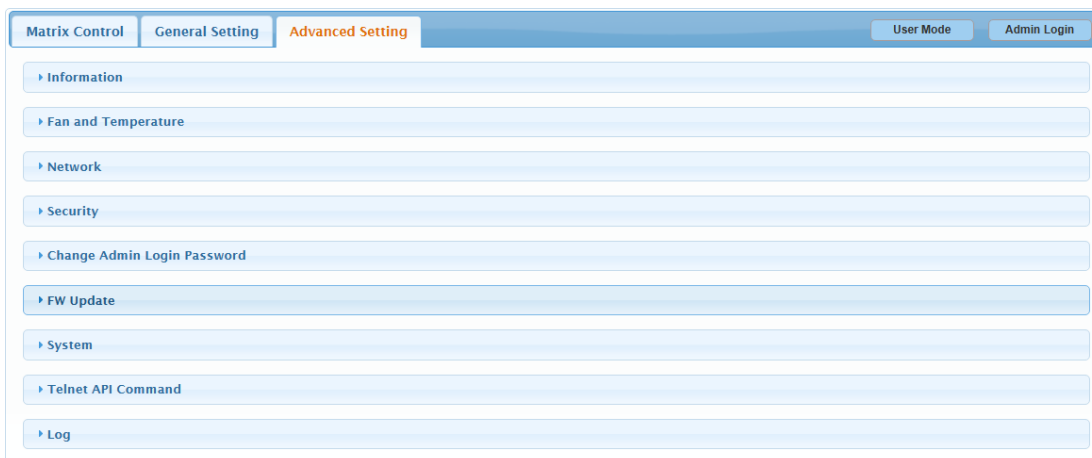 Matrix Control General Setting Advanced Setting User Mode Admin Login
Information
Fan and Temperature
Network
Security
Change Admin Login Password
FW Update
System
Telnet API Command
Log